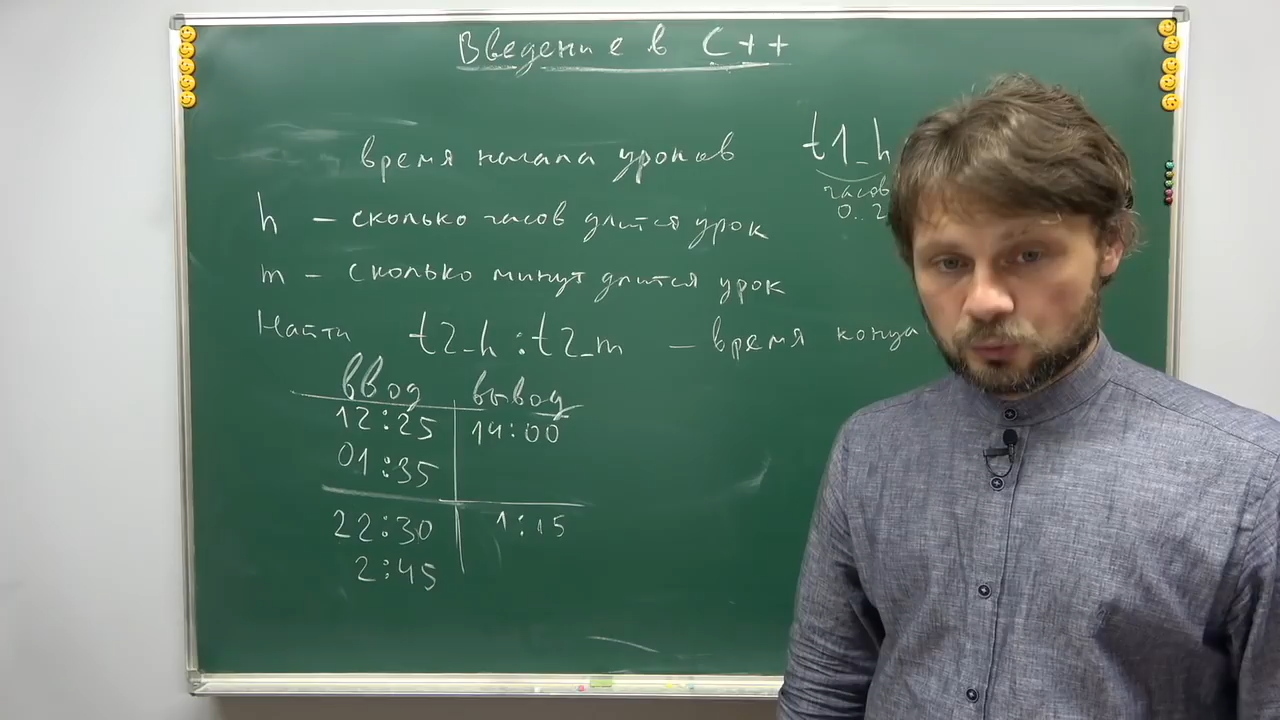 Введение в C++
время начала уроков t1_h
часов
0..2
h - сколько часов длится урок
m - сколько минут длится урок
Найти t2_h:t2_m - время конца
ввод вывод
12:25 14:00
01:35
22:30 1:15
2:45